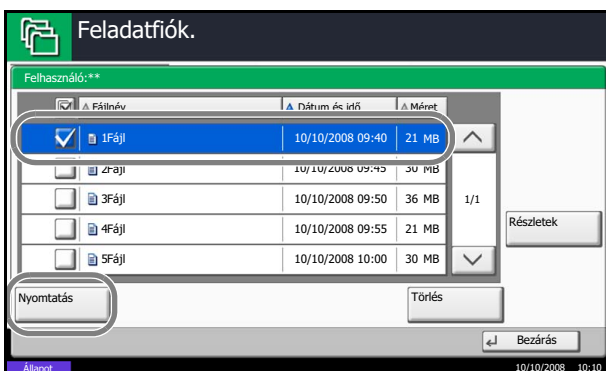 Feladatfiók.
Felhasználó:**
Fájlnév Dátum és idő Méret
1Fájl 10/10/2008 09:40 21 MB
2Fájl 10/10/2008 09:45 30 MB
3Fájl 10/10/2008 09:50 36 MB 1/1
4Fájl 10/10/2008 09:55 21 MB Részletek
5Fájl 10/10/2008 10:00 30 MB
Nyomtatás Törlés
Bezárás
Állapot 10/10/2008 10:10